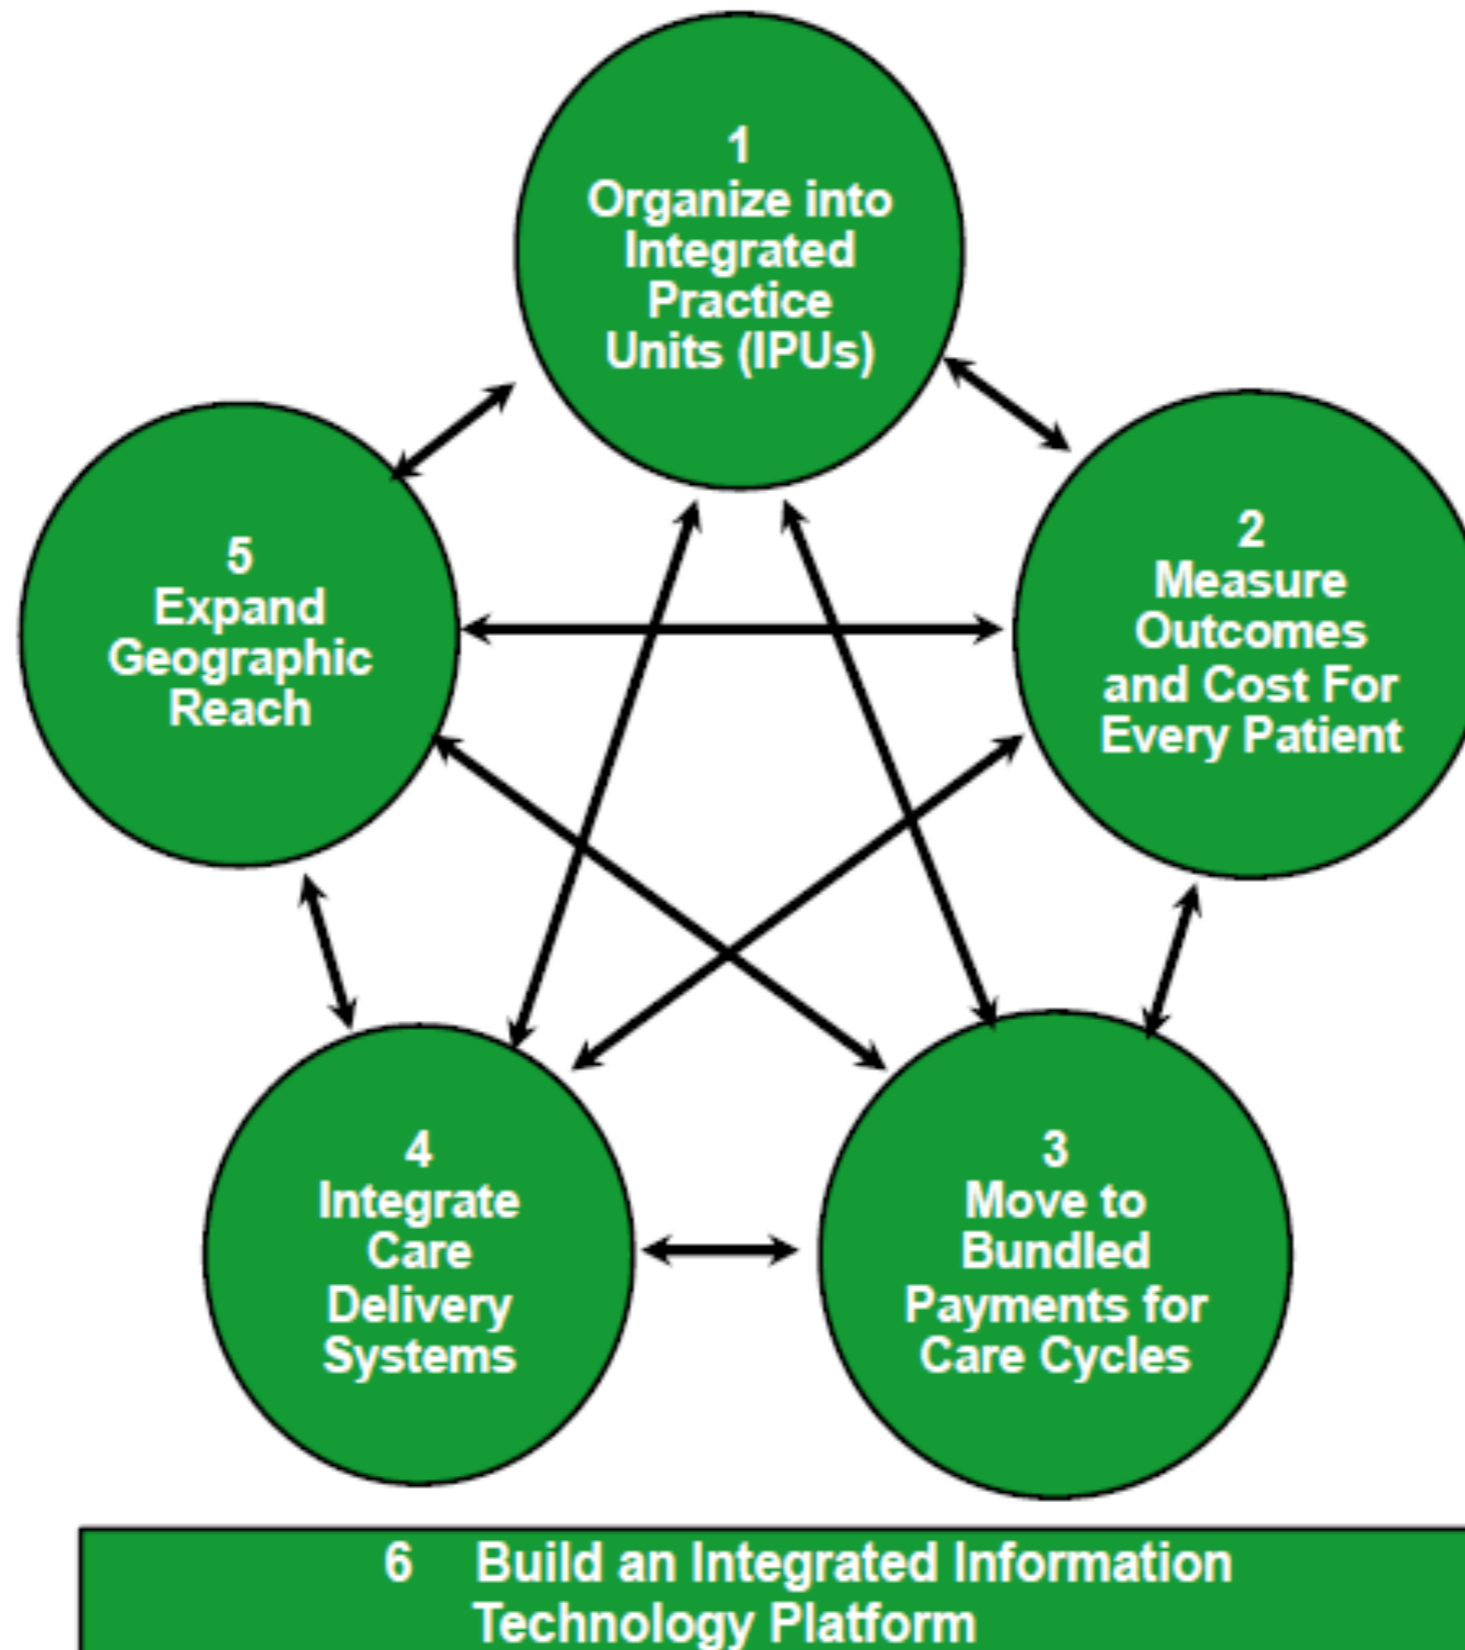 1
Organize into
Integrated
Practice
Units (IPUs)
2
Measure
Outcomes
and Cost For
Every Patient
3
Move to
Bundled
Payments for
Care Cycles
4
Integrate
Care
Delivery
Systems
5
Expand
Geographic
Reach
6 Build an Integrated Information
Technology Platform